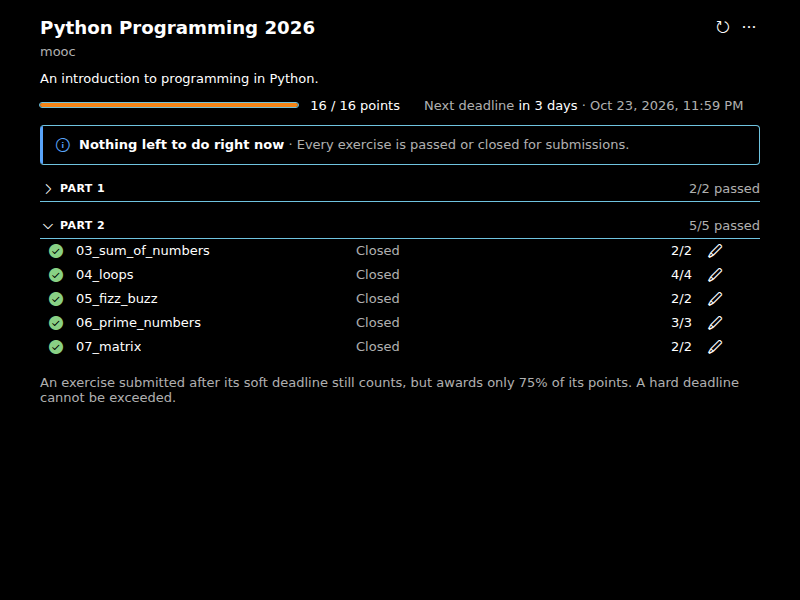 Python Programming 2026
mooc
An introduction to programming in Python.
16 / 16 points Next deadline in 3 days · Oct 23, 2026, 11:59 PM
Nothing left to do right now · Every exercise is passed or closed for submissions.
PART 1 2/2 passed
PART 2 5/5 passed
03_sum_of_numbers Closed 2/2
04_loops Closed 4/4
05_fizz_buzz Closed 2/2
06_prime_numbers Closed 3/3
07_matrix Closed 2/2
An exercise submitted after its soft deadline still counts, but awards only 75% of its points. A hard deadline
cannot be exceeded.